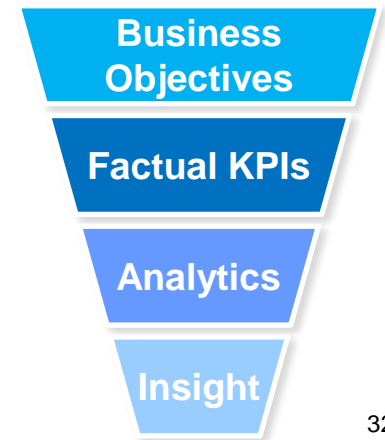 Business
Objectives
Factual KPIs
Analytics
Insight
32